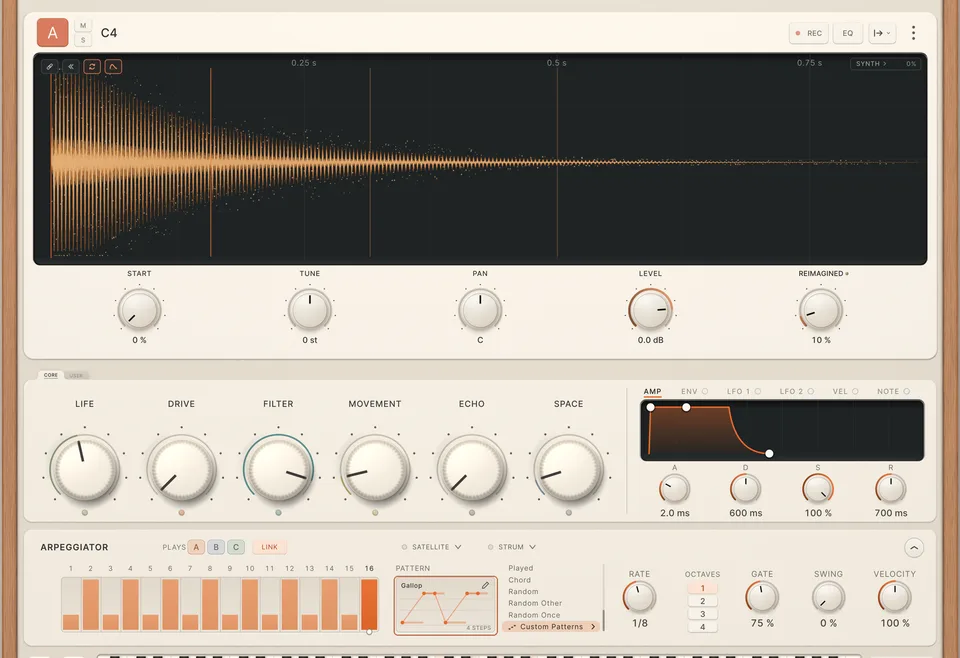 A M S C4 REC EQ
0.25 s 0.5 s 0.75 s SYNTH 0%
START TUNE PAN LEVEL REIMAGINED
0 % 0 st C 0.0 dB 10 %
CORE USER
LIFE DRIVE FILTER MOVEMENT ECHO SPACE
AMP ENV LFO 1 LFO 2 VEL NOTE
A D S R
2.0 ms 600 ms 100 % 700 ms
ARPEGGIATOR PLAYS A B C LINK SATELLITE STRUM
1 2 3 4 5 6 7 8 9 10 11 12 13 14 15 16
PATTERN
Gallop
4 STEPS
Played
Chord
Random
Random Other
Random Once
Custom Patterns
RATE OCTAVES GATE SWING VELOCITY
1
2
3
4
1/8 75 % 0 % 100 %